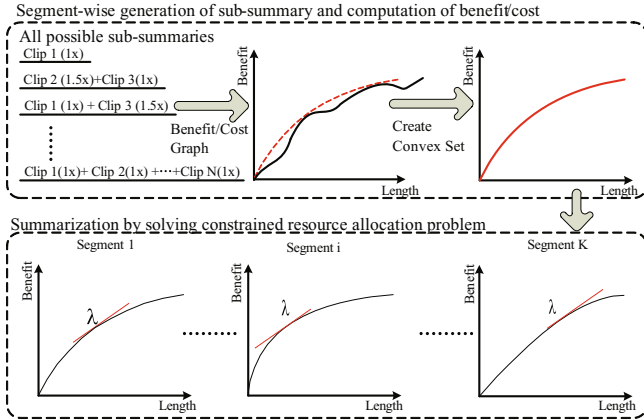 Segment-wise generation of sub-summary and computation of benefit/cost
All possible sub-summaries
Clip 1 (1x)
Clip 2 (1.5x)+Clip 3(1x)
Clip 1 (1x) + Clip 3 (1.5x)
Clip 1(1x)+ Clip 2(1x) +···+Clip N(1x)
Benefit/Cost
Graph
Benefit
Length
Create
Convex Set
Benefit
Length
Summarization by solving constrained resource allocation problem
Segment 1
Benefit
λ
Length
Segment i
Benefit
λ
Length
Segment K
Benefit
λ
Length